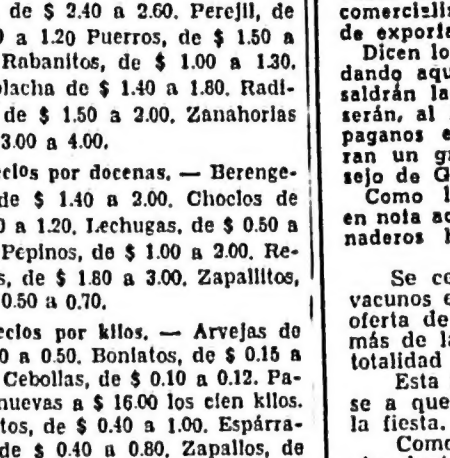 de $ 2.40 a 2.60. Perejil, de
a 1.20 Puerros, de $ 1.50 a
Rabanitos, de $ 1.00 a 1.30.
olacha de $ 1.40 a 1.80. Radi-
de $ 1.50 a 2.00. Zanahorias
3.00 a 4.00.
ecios por docenas. — Berenge-
de $ 1.40 a 2.00. Choclos de
0 a 1.20. Lechugas, de $ 0.50 a
Pepinos, de $ 1.00 a 2.00. Re-
s, de $ 1.80 a 3.00. Zapallitos,
0.50 a 0.70.
ecios por kilos. — Arvejas de
0 a 0.50. Boniatos, de $ 0.15 a
Cebollas, de $ 0.10 a 0.12. Pa-
nuevas a $ 16.00 los cien kilos.
tos, de $ 0.40 a 1.00. Espárra-
de $ 0.40 a 0.80. Zapallos, de
comercializ
de exporta
Dicen lo
dando aqu
saldrán la
serán, al
paganos e
ran un g
sejo de G
Como l
en nota ac
naderos h
Se co
vacunos e
oferta de
más de la
totalidad
Esta
se a que
la fiesta.
Como